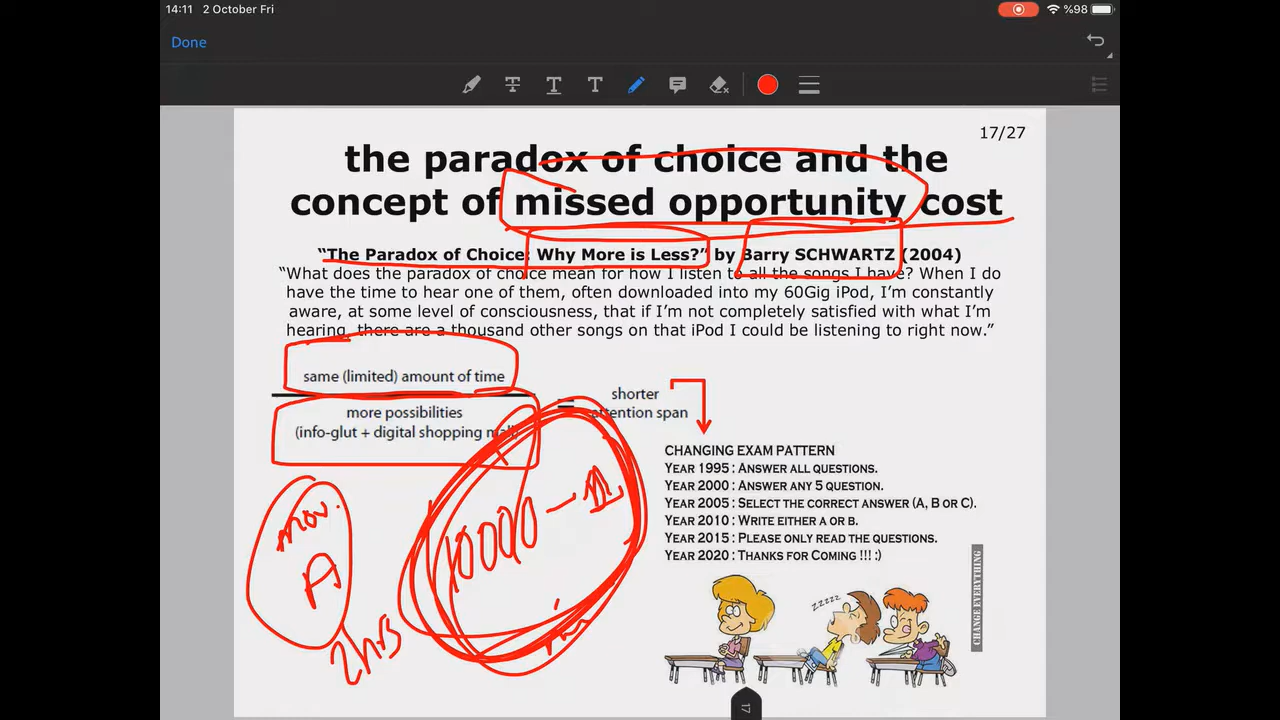 14:11 2 October Fri %98
Done
17/27
the paradox of choice and the
concept of missed opportunity cost
“The Paradox of Choice: Why More is Less?” by Barry SCHWARTZ (2004)
“What does the paradox of choice mean for how I listen to all the songs I have? When I do
have the time to hear one of them, often downloaded into my 60Gig iPod, I’m constantly
aware, at some level of consciousness, that if I’m not completely satisfied with what I’m
hearing, there are a thousand other songs on that iPod I could be listening to right now.”
same (limited) amount of time
more possibilities
(info-glut + digital shopping mall)
=
shorter
attention span
CHANGING EXAM PATTERN
YEAR 1995 : ANSWER ALL QUESTIONS.
YEAR 2000 : ANSWER ANY 5 QUESTION.
YEAR 2005 : SELECT THE CORRECT ANSWER (A, B OR C).
YEAR 2010 : WRITE EITHER A OR B.
YEAR 2015 : PLEASE ONLY READ THE QUESTIONS.
YEAR 2020 : THANKS FOR COMING !!! :)
mov.
A
2hrs
10000 -
zzzzz
CHANGE EVERYTHING
17